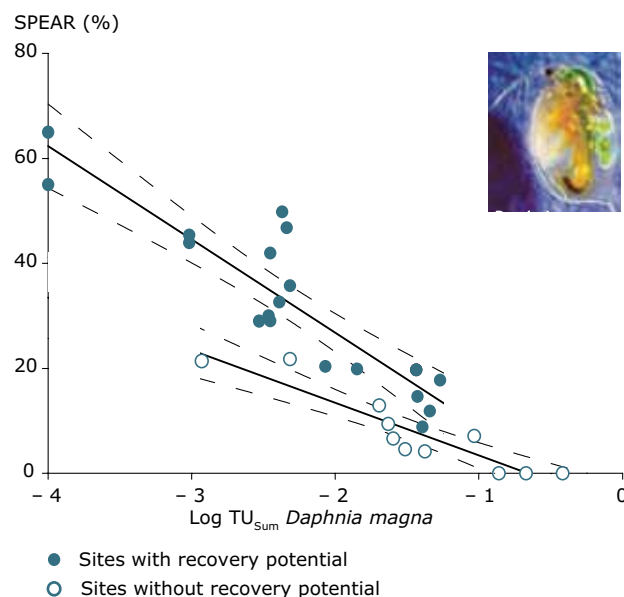 SPEAR (%)
80
60
40
20
0
– 4
– 3
– 2
– 1
0
Log TU_Sum Daphnia magna
Sites with recovery potential
Sites without recovery potential